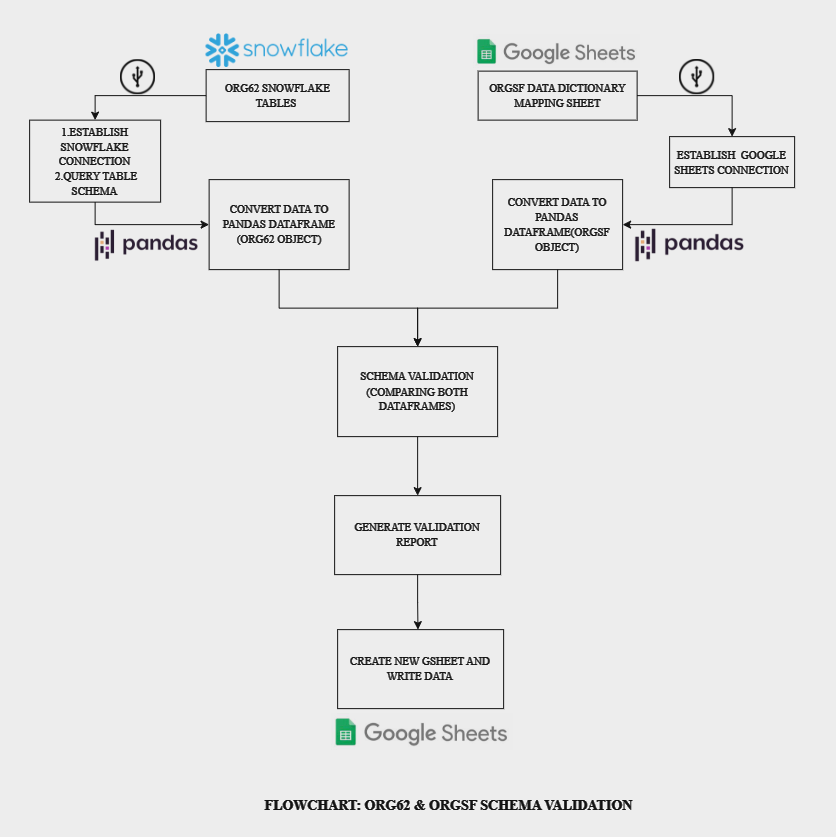 snowflake
Google Sheets
ORG62 SNOWFLAKE
TABLES
ORGSF DATA DICTIONARY
MAPPING SHEET
1.ESTABLISH
SNOWFLAKE
CONNECTION
2.QUERY TABLE
SCHEMA
ESTABLISH GOOGLE
SHEETS CONNECTION
CONVERT DATA TO
PANDAS DATAFRAME
(ORG62 OBJECT)
CONVERT DATA TO
PANDAS
DATAFRAME(ORGSF
OBJECT)
pandas
pandas
SCHEMA VALIDATION
(COMPARING BOTH
DATAFRAMES)
GENERATE VALIDATION
REPORT
CREATE NEW GSHEET AND
WRITE DATA
Google Sheets
FLOWCHART: ORG62 & ORGSF SCHEMA VALIDATION